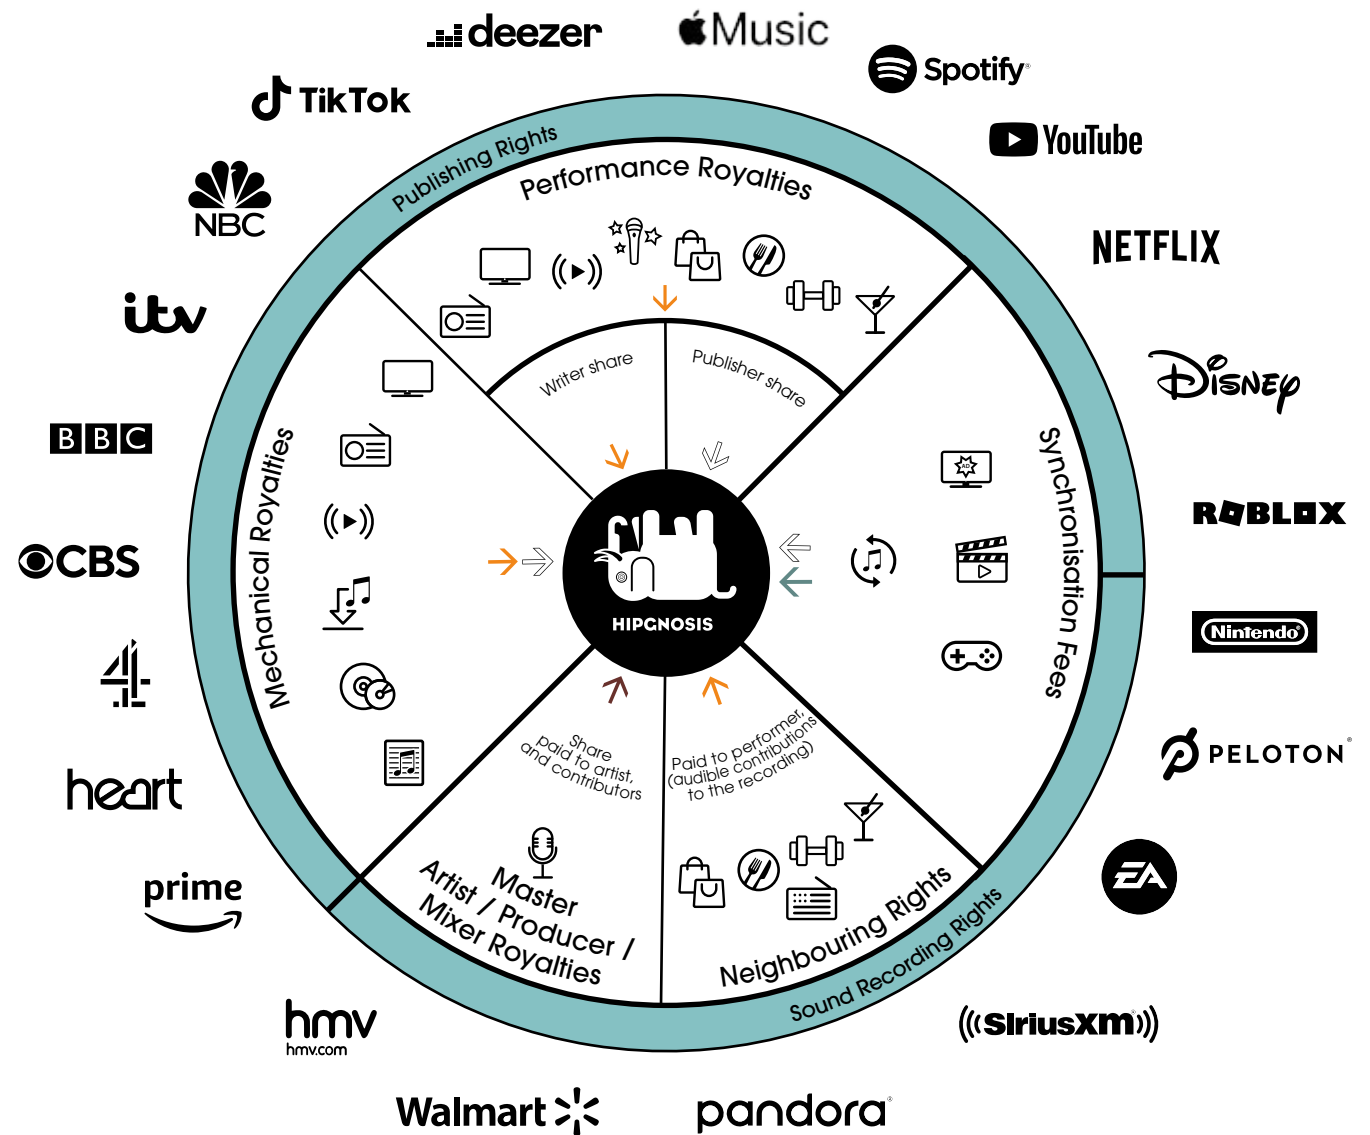 deezer
Music
Spotify
TikTok
YouTube
Publishing Rights
Performance Royalties
NBC
NETFLIX
itv
Writer share
Publisher share
DISNEY
BBC
Mechanical Royalties
Synchronisation Fees
AD
ROBLOX
CBS
HIPGNOSIS
Nintendo
4
Share
paid to artist,
and contributors
Paid to performer,
(audible contributions
to the recording)
PELOTON
heart
prime
EA
Master
Artist / Producer /
Mixer Royalties
Neighbouring Rights
Sound Recording Rights
hmv
hmv.com
((SiriusXM))
Walmart
pandora